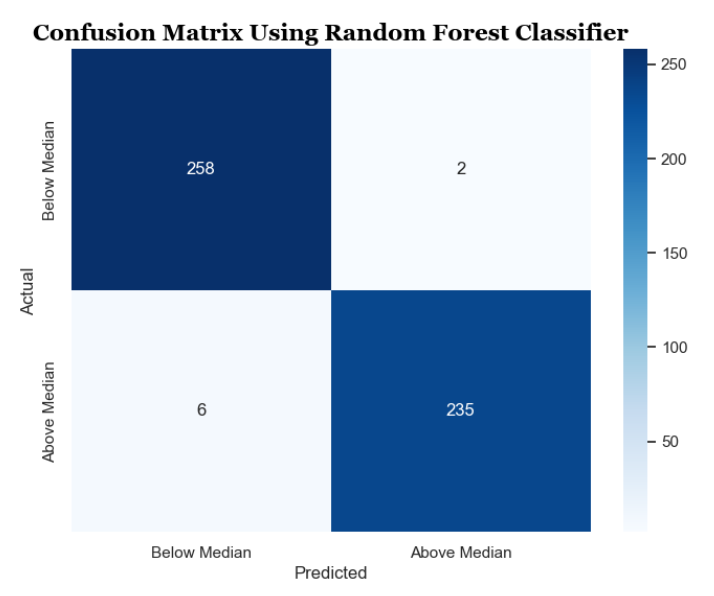 Confusion Matrix Using Random Forest Classifier
250
Below Median
258
2
200
150
Actual
100
Above Median
6
235
50
Below Median
Above Median
Predicted